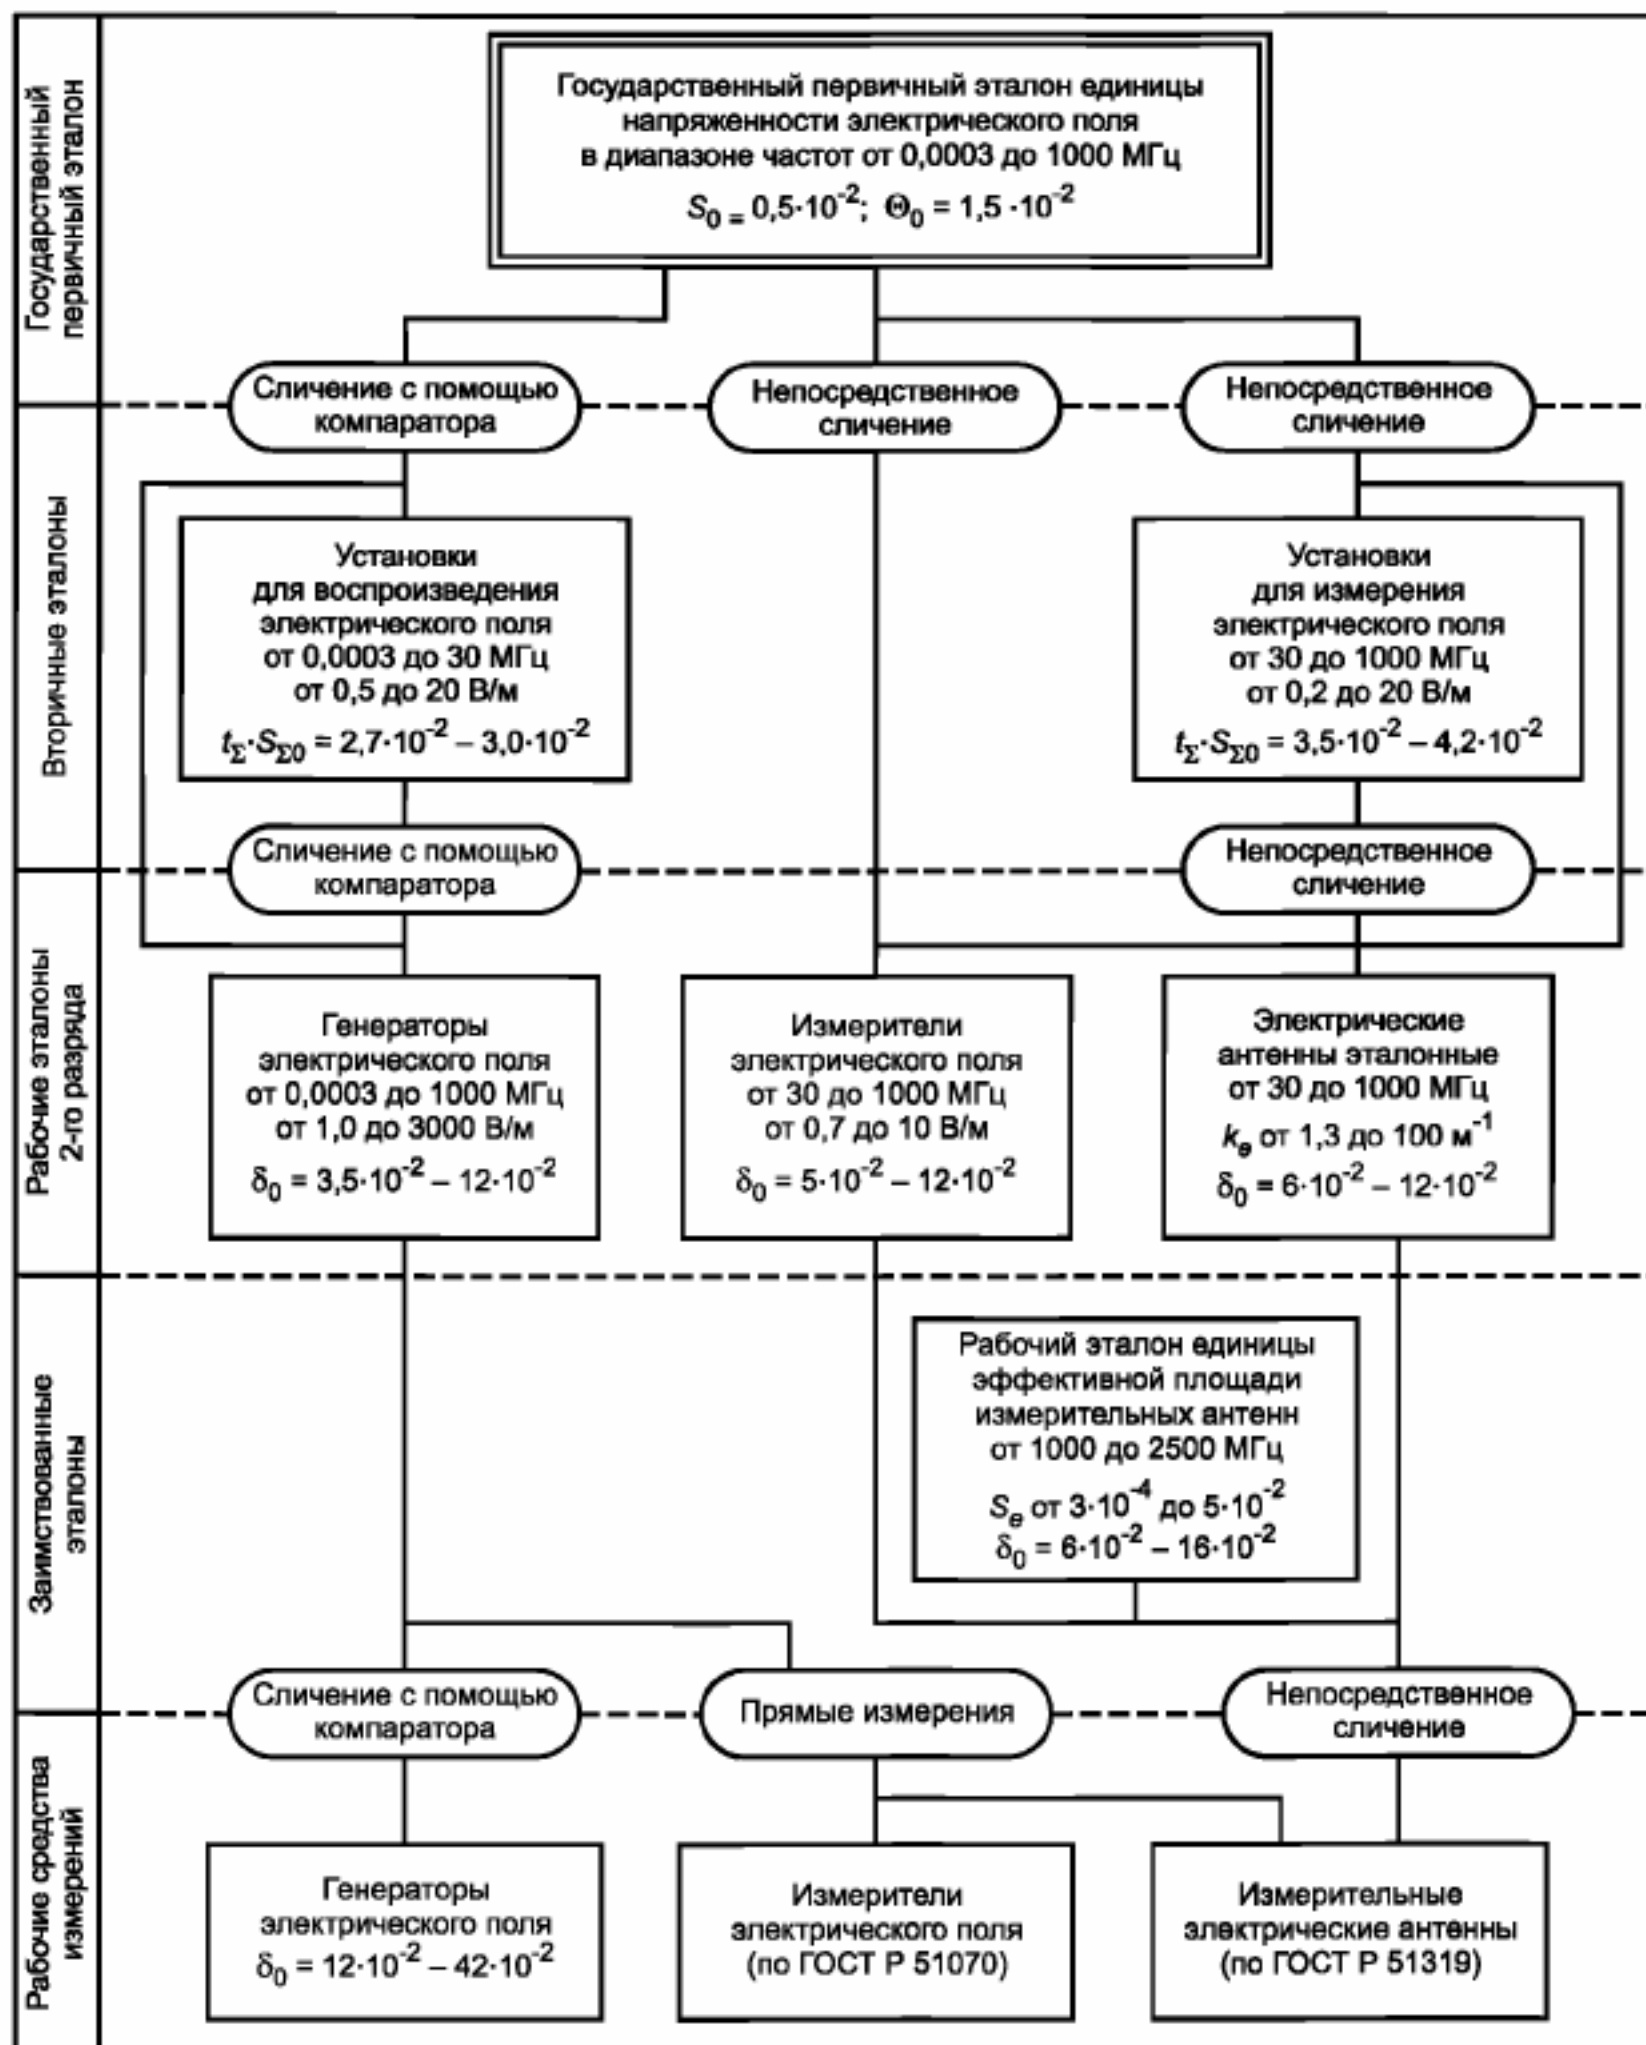 Государственный
первичный эталон
Государственный первичный эталон единицы
напряженности электрического поля
в диапазоне частот от 0,0003 до 1000 МГц
S₀ = 0,5·10⁻²; Θ₀ = 1,5 ·10⁻²
Сличение с помощью
компаратора
Непосредственное
сличение
Непосредственное
сличение
Вторичные эталоны
Установки
для воспроизведения
электрического поля
от 0,0003 до 30 МГц
от 0,5 до 20 В/м
t_Σ·S_Σ0 = 2,7·10⁻² – 3,0·10⁻²
Установки
для измерения
электрического поля
от 30 до 1000 МГц
от 0,2 до 20 В/м
t_Σ·S_Σ0 = 3,5·10⁻² – 4,2·10⁻²
Сличение с помощью
компаратора
Непосредственное
сличение
Рабочие эталоны
2-го разряда
Генераторы
электрического поля
от 0,0003 до 1000 МГц
от 1,0 до 3000 В/м
δ₀ = 3,5·10⁻² – 12·10⁻²
Измерители
электрического поля
от 30 до 1000 МГц
от 0,7 до 10 В/м
δ₀ = 5·10⁻² – 12·10⁻²
Электрические
антенны эталонные
от 30 до 1000 МГц
kₑ от 1,3 до 100 м⁻¹
δ₀ = 6·10⁻² – 12·10⁻²
Заимствованные
эталоны
Рабочий эталон единицы
эффективной площади
измерительных антенн
от 1000 до 2500 МГц
Sₑ от 3·10⁻⁴ до 5·10⁻²
δ₀ = 6·10⁻² – 16·10⁻²
Сличение с помощью
компаратора
Прямые измерения
Непосредственное
сличение
Рабочие средства
измерений
Генераторы
электрического поля
δ₀ = 12·10⁻² – 42·10⁻²
Измерители
электрического поля
(по ГОСТ Р 51070)
Измерительные
электрические антенны
(по ГОСТ Р 51319)